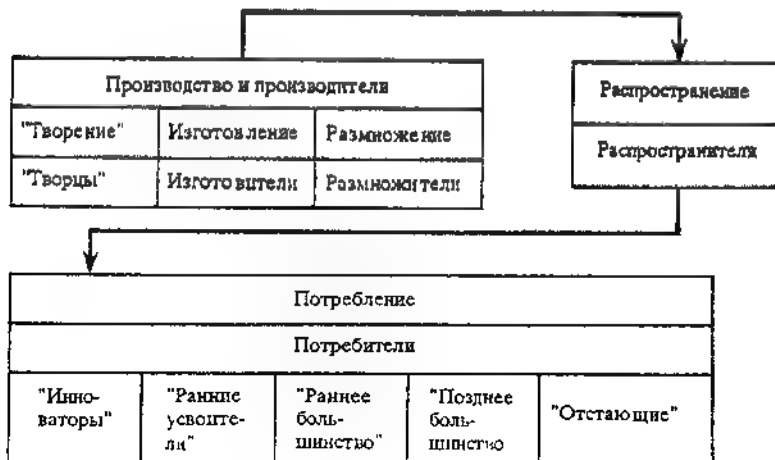 Производство и производители
"Творение" Изготовление Размножение
"Творцы" Изготовители Размножители
Распространение
Распространители
Потребление
Потребители
"Инно-
ваторы"
"Ранние
усвоите-
ли"
"Раннее
боль-
шинство"
"Позднее
боль-
шинство
"Отстающие"